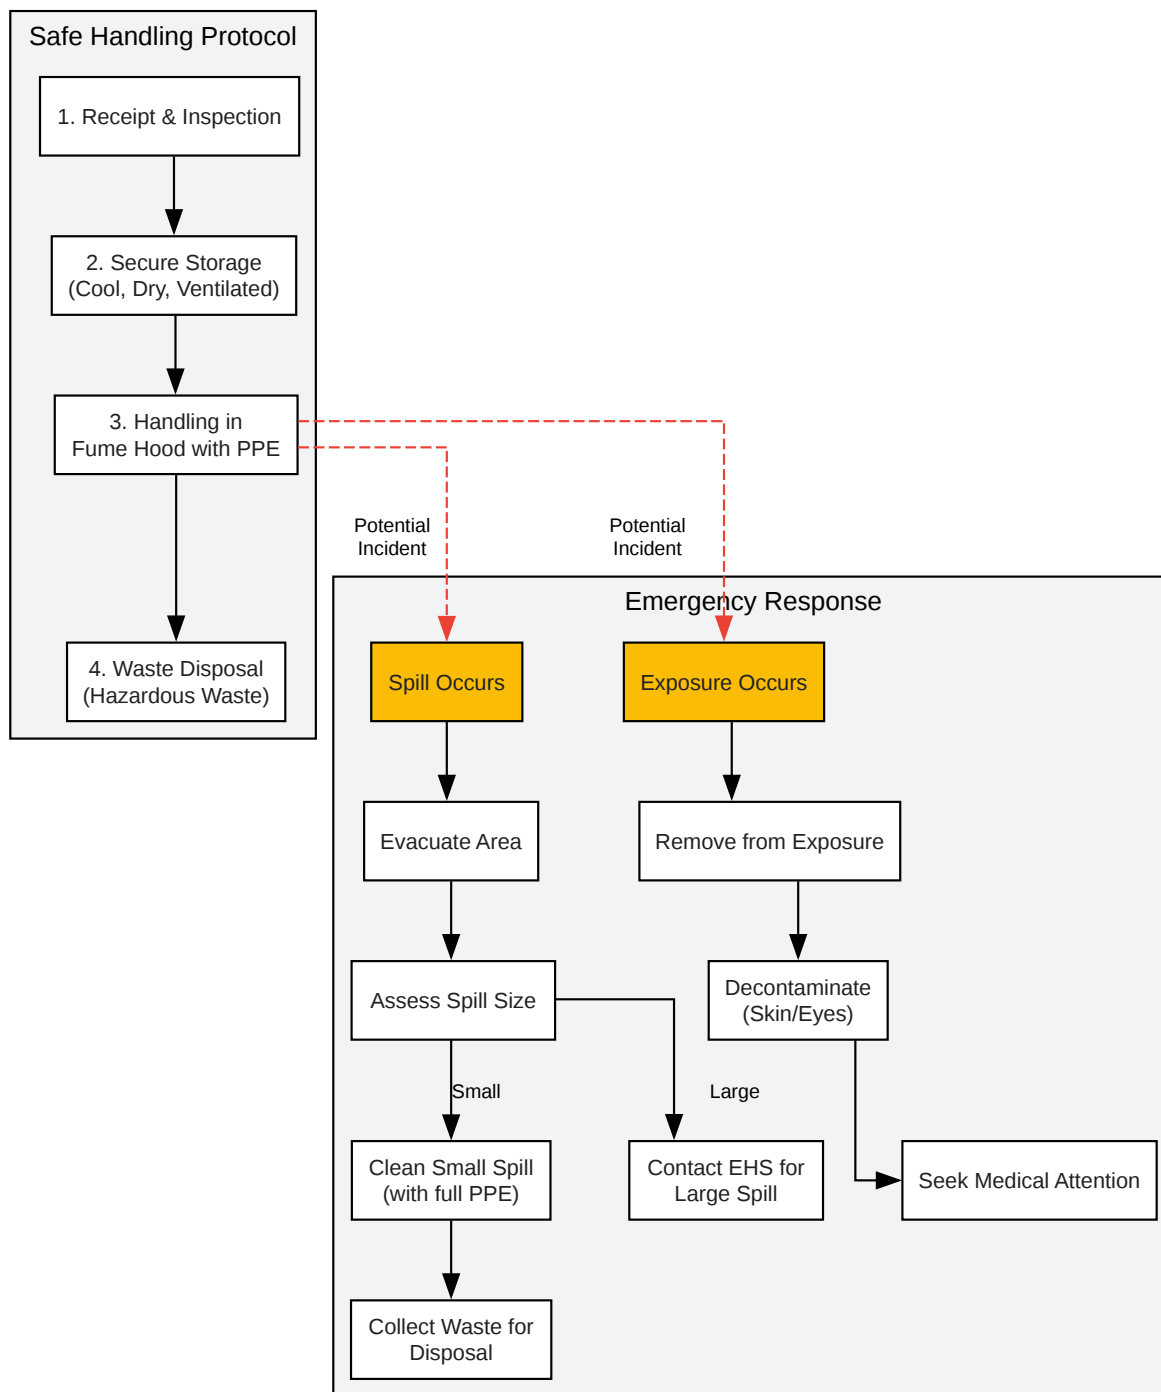 Safe Handling Protocol
1. Receipt & Inspection
2. Secure Storage
(Cool, Dry, Ventilated)
3. Handling in
Fume Hood with PPE
4. Waste Disposal
(Hazardous Waste)
Potential
Incident
Potential
Incident
Emergency Response
Spill Occurs
Exposure Occurs
Evacuate Area
Remove from Exposure
Assess Spill Size
Decontaminate
(Skin/Eyes)
Small
Large
Clean Small Spill
(with full PPE)
Contact EHS for
Large Spill
Seek Medical Attention
Collect Waste for
Disposal